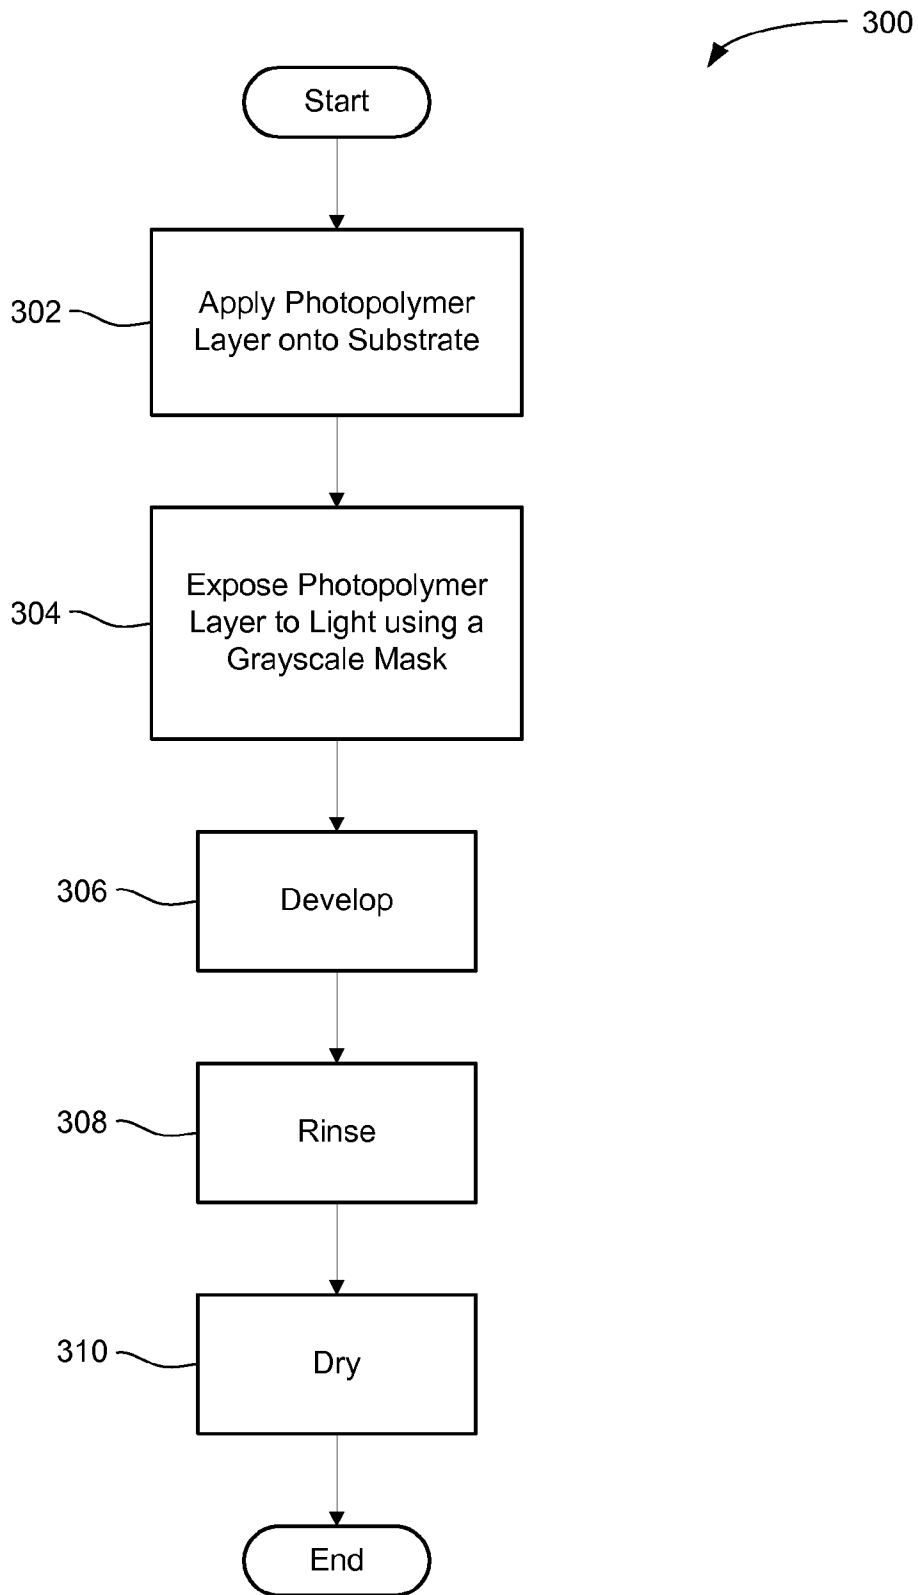 300
Start
302
Apply Photopolymer
Layer onto Substrate
304
Expose Photopolymer
Layer to Light using a
Grayscale Mask
306
Develop
308
Rinse
310
Dry
End